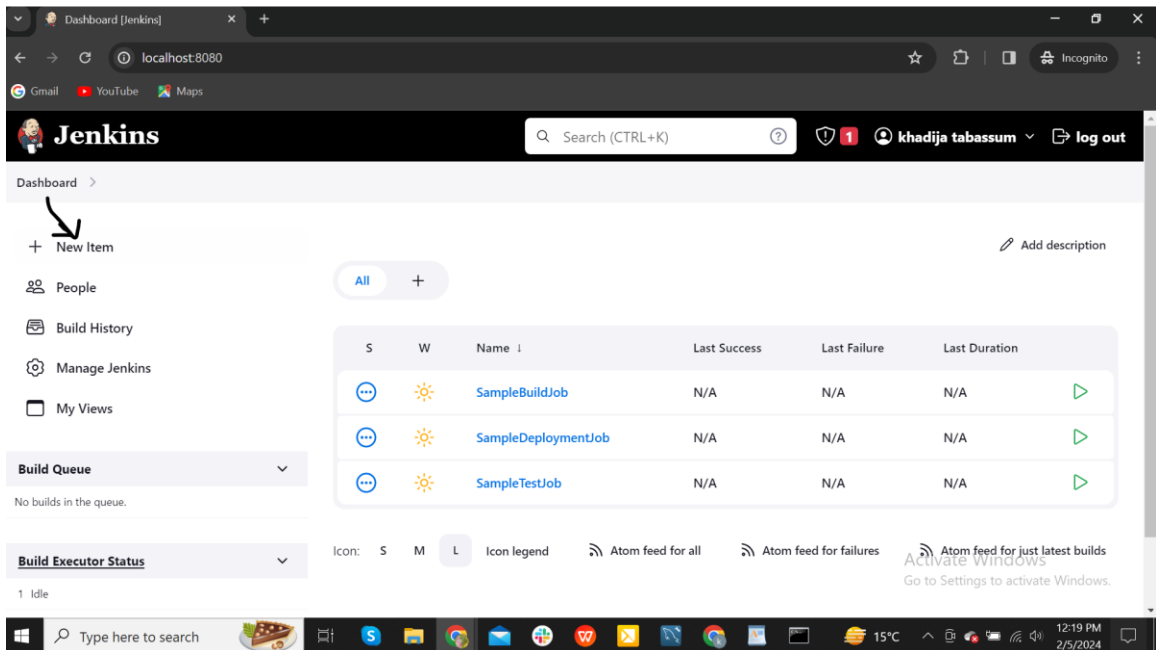 Dashboard [Jenkins]
localhost:8080
Incognito
Gmail YouTube Maps
Jenkins
Search (CTRL+K)
1
khadija tabassum
log out
Dashboard
New Item
People
Build History
Manage Jenkins
My Views
Build Queue
No builds in the queue.
Build Executor Status
1 Idle
Add description
All +
S W Name ↓ Last Success Last Failure Last Duration
SampleBuildJob N/A N/A N/A
SampleDeploymentJob N/A N/A N/A
SampleTestJob N/A N/A N/A
Icon: S M L Icon legend Atom feed for all Atom feed for failures Atom feed for just latest builds
Activate Windows
Go to Settings to activate Windows.
Type here to search
15°C
12:19 PM
2/5/2024